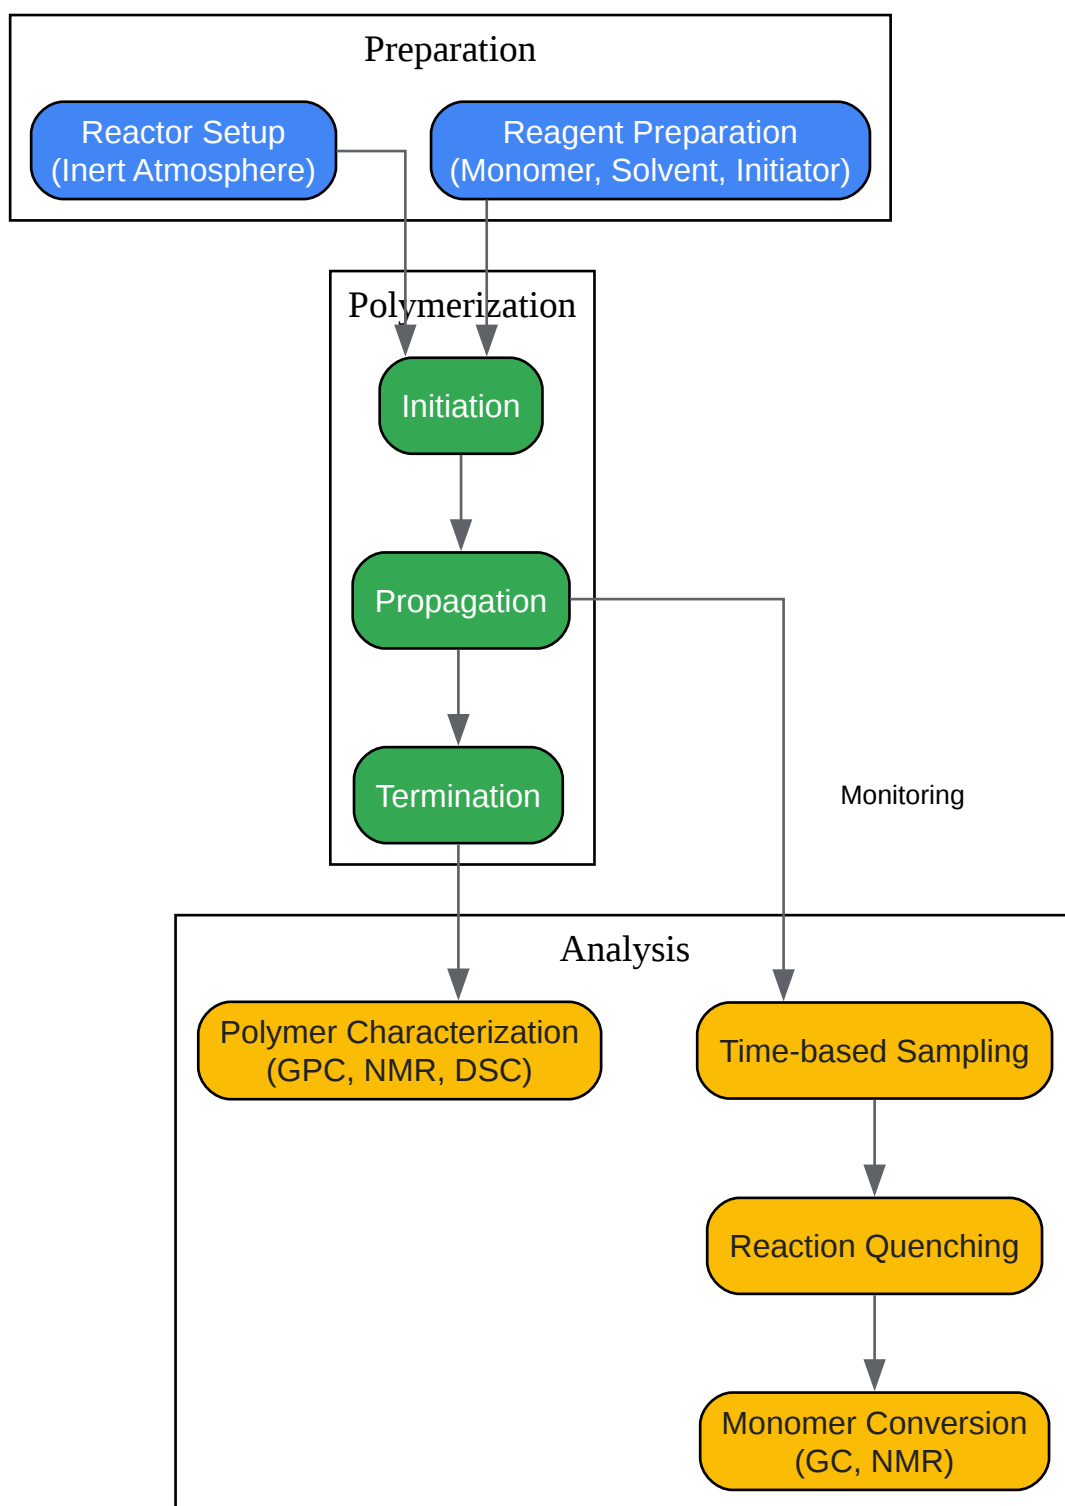 Preparation
Reactor Setup
(Inert Atmosphere)
Reagent Preparation
(Monomer, Solvent, Initiator)
Polymerization
Initiation
Propagation
Termination
Monitoring
Analysis
Polymer Characterization
(GPC, NMR, DSC)
Time-based Sampling
Reaction Quenching
Monomer Conversion
(GC, NMR)